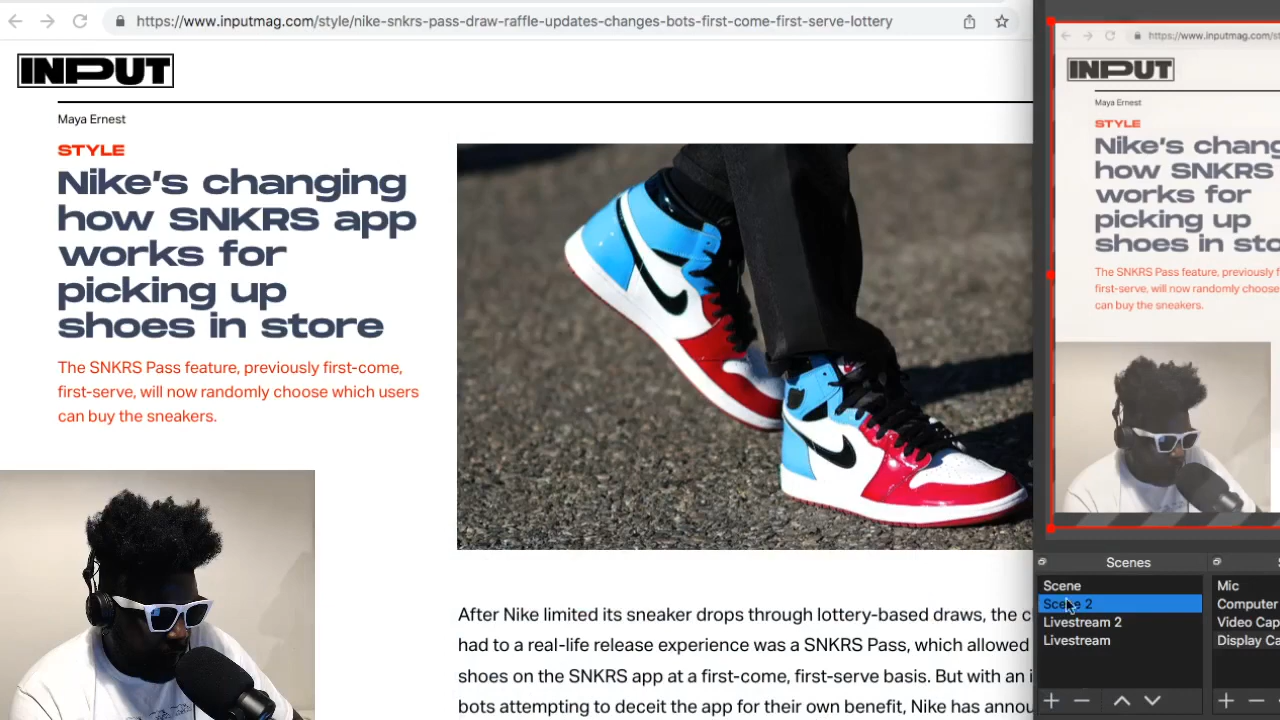 https://www.inputmag.com/style/nike-snkrs-pass-draw-raffle-updates-changes-bots-first-come-first-serve-lottery
INPUT
Maya Ernest
STYLE
Nike's changing
how SNKRS app
works for
picking up
shoes in store
The SNKRS Pass feature, previously first-come,
first-serve, will now randomly choose which users
can buy the sneakers.
After Nike limited its sneaker drops through lottery-based draws, the
had to a real-life release experience was a SNKRS Pass, which allowed
shoes on the SNKRS app at a first-come, first-serve basis. But with an
bots attempting to deceit the app for their own benefit, Nike has
https://www.inputmag.com/
INPUT
Maya Ernest
STYLE
Nike's
how SNKRS
works for
picking up
shoes in
The SNKRS Pass feature, previously
first-serve, will now randomly choose
can buy the sneakers.
Scenes
Scene
Scene 2
Livestream 2
Livestream
Mic
Computer
Video
Display